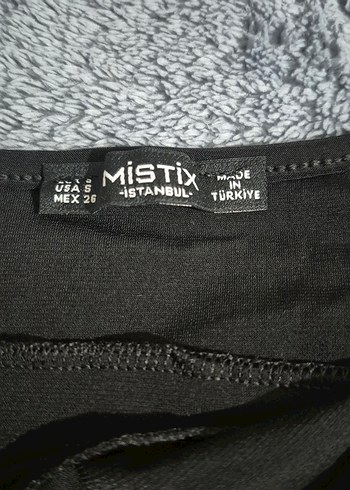 USA S
MEX 26
MiSTiX
-iSTANBUL-
MADE
IN
TÜRKİYE